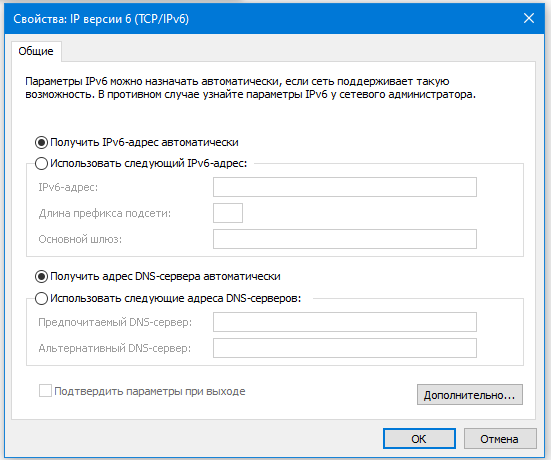 Свойства: IP версии 6 (TCP/IPv6)
Общие
Параметры IPv6 можно назначать автоматически, если сеть поддерживает такую
возможность. В противном случае узнайте параметры IPv6 у сетевого администратора.
Получить IPv6-адрес автоматически
Использовать следующий IPv6-адрес:
IPv6-адрес:
Длина префикса подсети:
Основной шлюз:
Получить адрес DNS-сервера автоматически
Использовать следующие адреса DNS-серверов:
Предпочитаемый DNS-сервер:
Альтернативный DNS-сервер:
Подтвердить параметры при выходе
Дополнительно...
ОК
Отмена